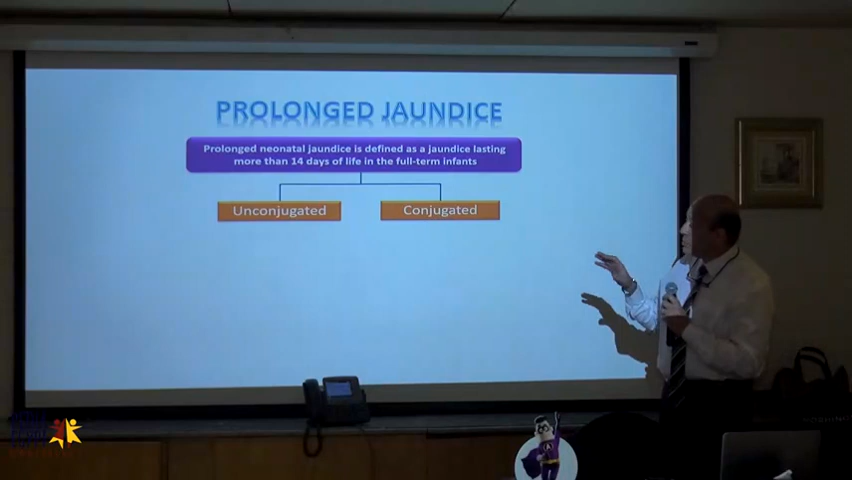 PROLONGED JAUNDICE
Prolonged neonatal jaundice is defined as a jaundice lasting
more than 14 days of life in the full-term infants
Unconjugated
Conjugated